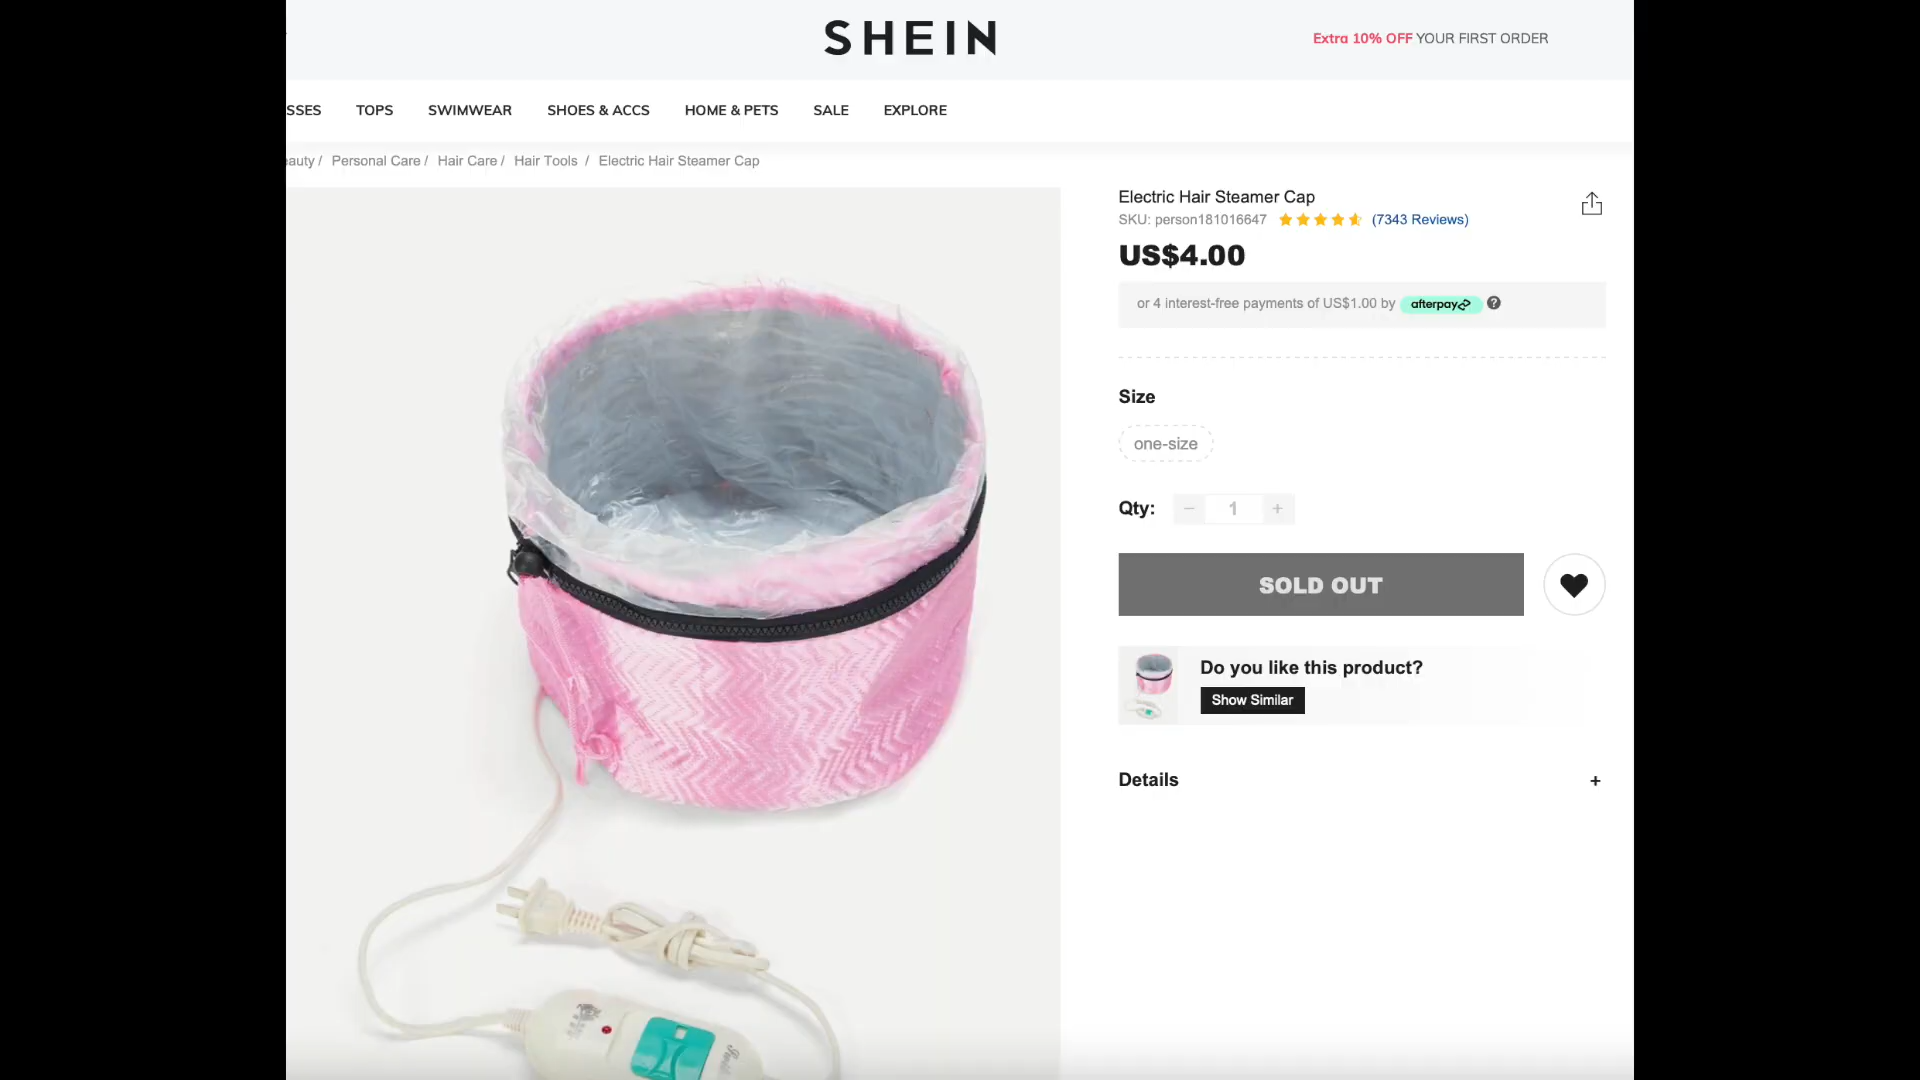 SHEIN
Extra 10% OFF YOUR FIRST ORDER
SSES TOPS SWIMWEAR SHOES & ACCS HOME & PETS SALE EXPLORE
eauty / Personal Care / Hair Care / Hair Tools / Electric Hair Steamer Cap
Electric Hair Steamer Cap
SKU: person181016647 (7343 Reviews)
US$4.00
or 4 interest-free payments of US$1.00 by afterpay ?
Size
one-size
Qty: − 1 +
SOLD OUT
Do you like this product?
Show Similar
Details +